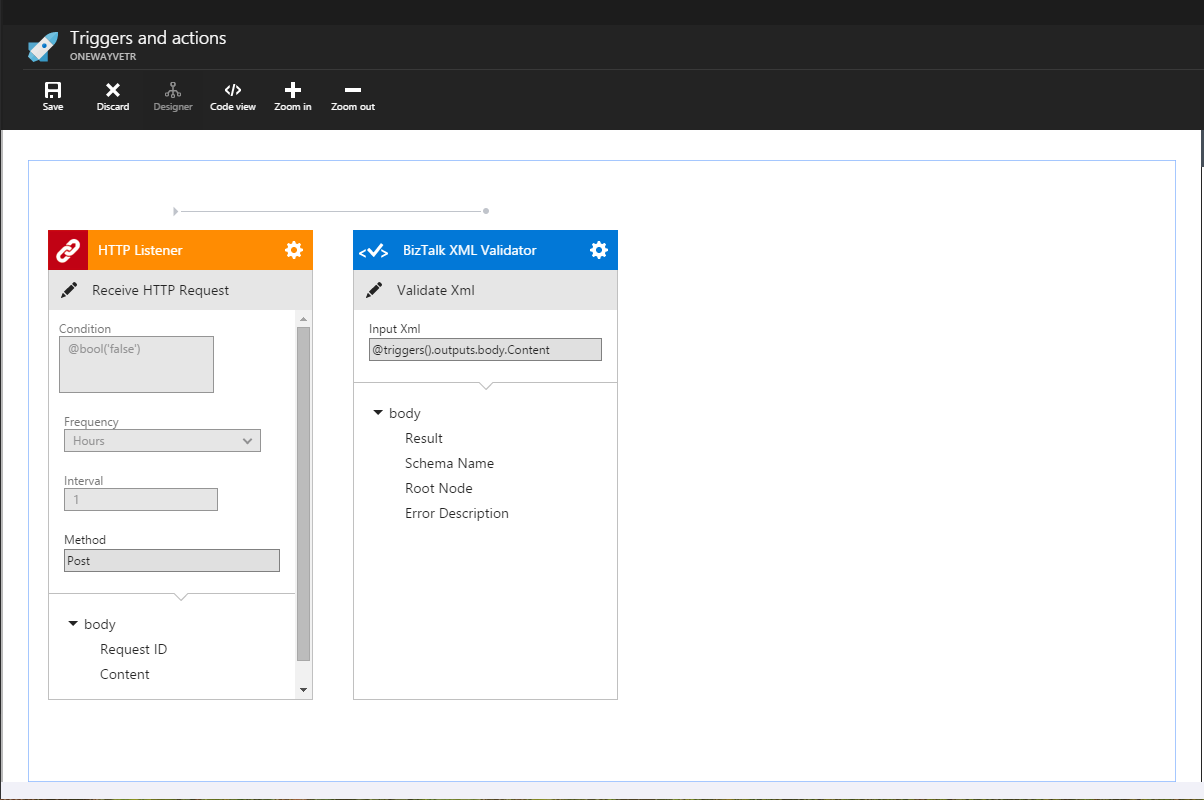 Triggers and actions
ONEWAYVETR
Save
Discard
Designer
Code view
Zoom in
Zoom out
HTTP Listener
Receive HTTP Request
Condition
@bool('false')
Frequency
Hours
Interval
1
Method
Post
body
Request ID
Content
BizTalk XML Validator
Validate Xml
Input Xml
@triggers().outputs.body.Content
body
Result
Schema Name
Root Node
Error Description